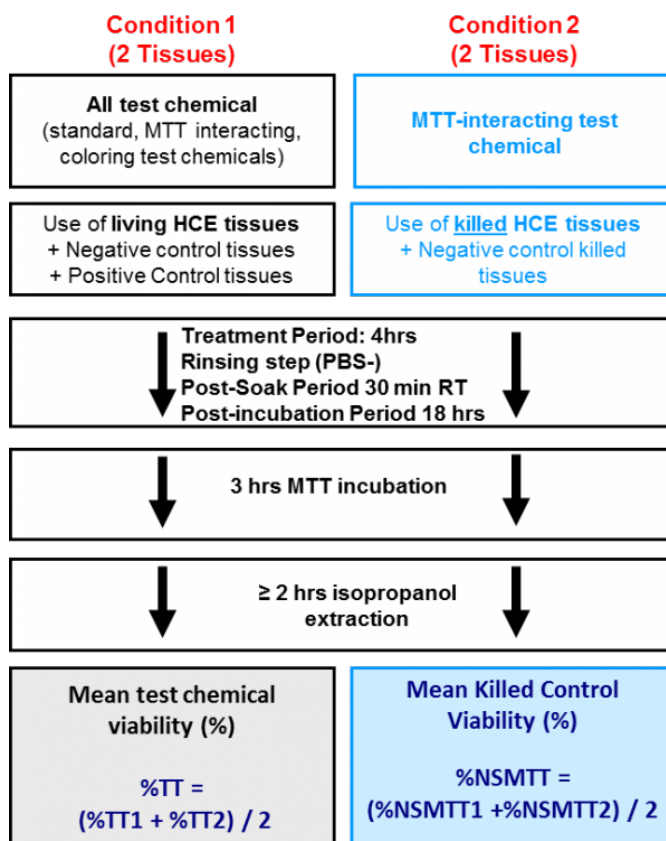 Condition 1
(2 Tissues)
Condition 2
(2 Tissues)
All test chemical
(standard, MTT interacting,
coloring test chemicals)
MTT-interacting test
chemical
Use of living HCE tissues
+ Negative control tissues
+ Positive Control tissues
Use of killed HCE tissues
+ Negative control killed
tissues
Treatment Period: 4hrs
Rinsing step (PBS-)
Post-Soak Period 30 min RT
Post-incubation Period 18 hrs
3 hrs MTT incubation
≥ 2 hrs isopropanol
extraction
Mean test chemical
viability (%)
%TT =
(%TT1 + %TT2) / 2
Mean Killed Control
Viability (%)
%NSMTT =
(%NSMTT1 +%NSMTT2) / 2